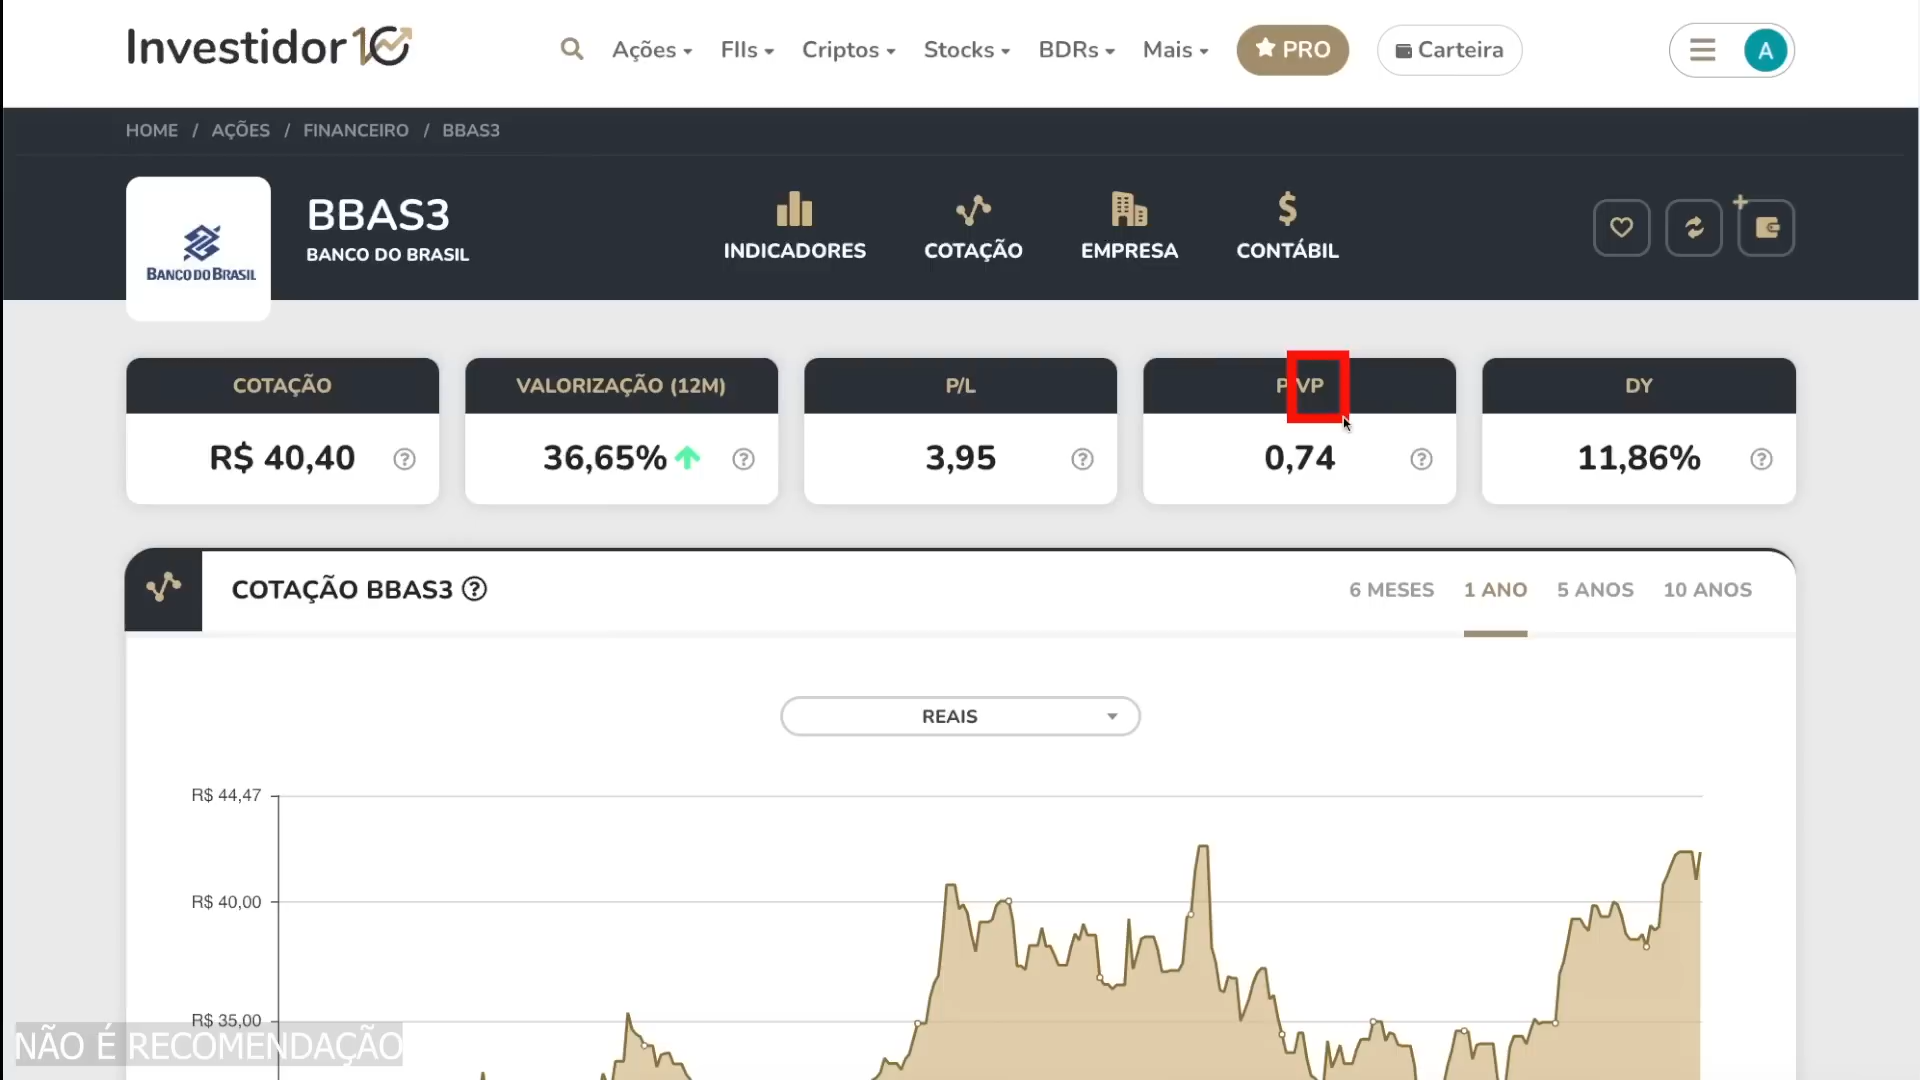 Investidor10
Ações
FIIs
Criptos
Stocks
BDRs
Mais
PRO
Carteira
A
HOME / AÇÕES / FINANCEIRO / BBAS3
BANCO DO BRASIL
BBAS3
BANCO DO BRASIL
INDICADORES
COTAÇÃO
EMPRESA
CONTÁBIL
COTAÇÃO
VALORIZAÇÃO (12M)
P/L
P/VP
DY
R$ 40,40
36,65%
3,95
0,74
11,86%
COTAÇÃO BBAS3
6 MESES
1 ANO
5 ANOS
10 ANOS
REAIS
R$ 44,47
R$ 40,00
R$ 35,00
NÃO É RECOMENDAÇÃO